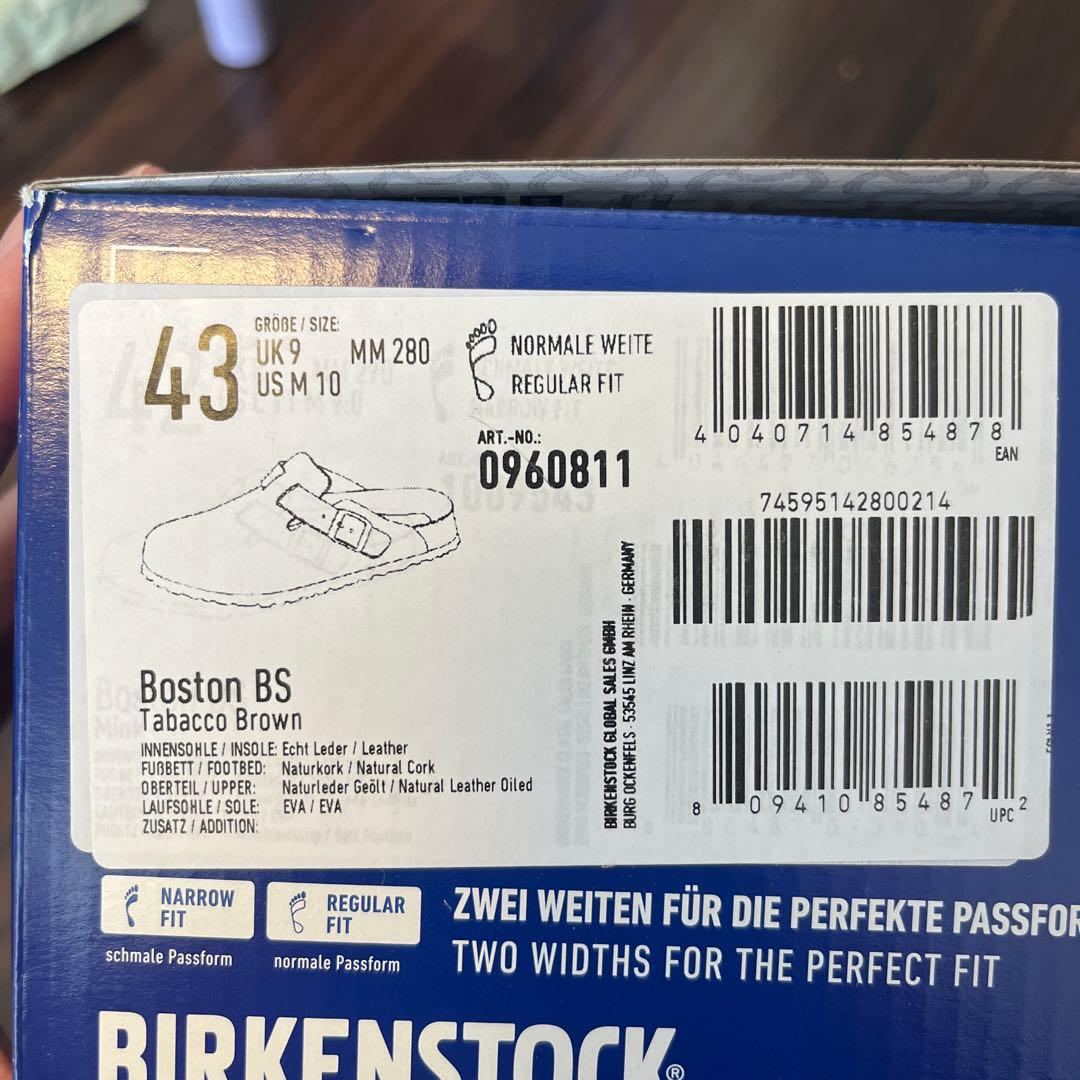 43
GRÖßE / SIZE:
UK 9 MM 280
US M 10
NORMALE WEITE
REGULAR FIT
ART.-NO.:
0960811
4 040714 854878
EAN
74595142800214
8 09410 85487 2
UPC
BIRKENSTOCK GLOBAL SALES GMBH
BURG OCKENFELS · 53545 LINZ AM RHEIN · GERMANY
Boston BS
Tabacco Brown
INNENSOHLE / INSOLE: Echt Leder / Leather
FUßBETT / FOOTBED: Naturkork / Natural Cork
OBERTEIL / UPPER: Naturleder Geölt / Natural Leather Oiled
LAUFSOHLE / SOLE: EVA / EVA
ZUSATZ / ADDITION:
NARROW
FIT
schmale Passform
REGULAR
FIT
normale Passform
ZWEI WEITEN FÜR DIE PERFEKTE PASSFOR
TWO WIDTHS FOR THE PERFECT FIT
BIRKENSTOCK®